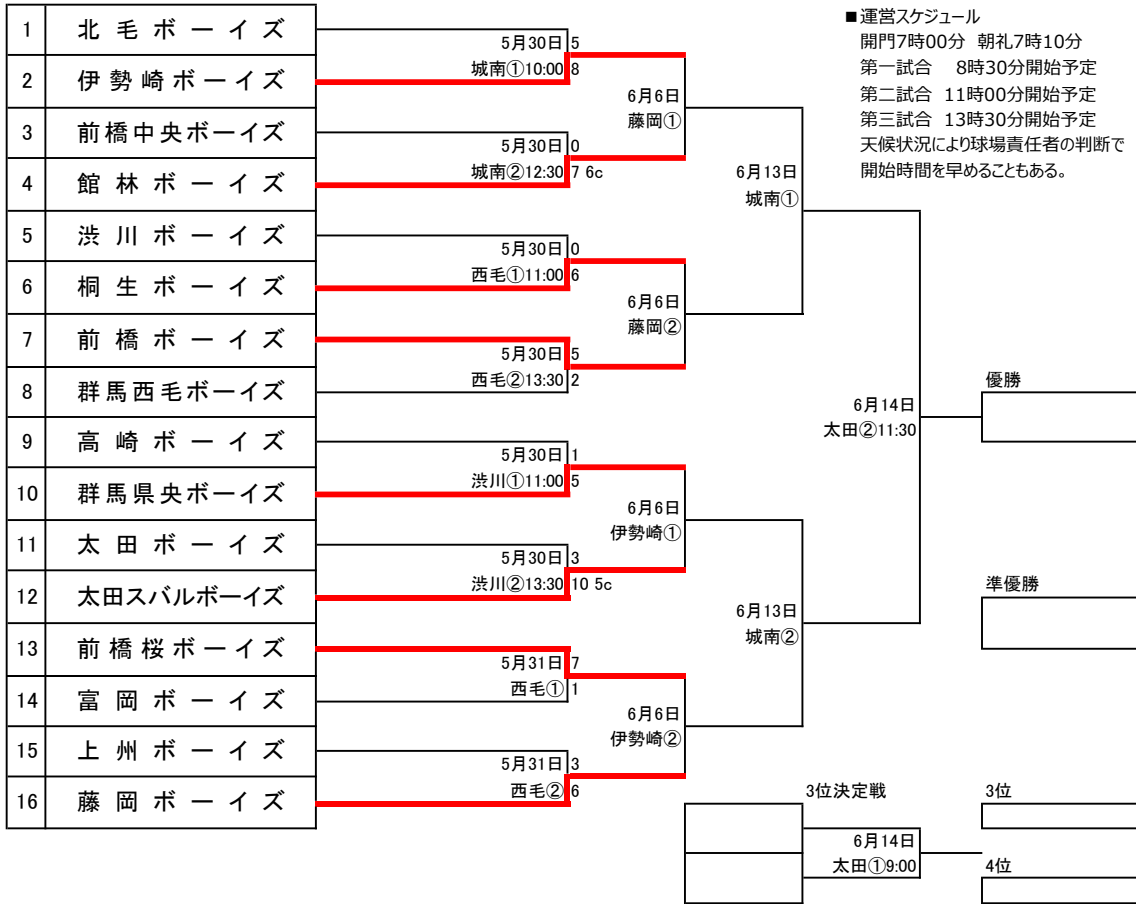 1 北毛ボーイズ
2 伊勢崎ボーイズ
3 前橋中央ボーイズ
4 館林ボーイズ
5 渋川ボーイズ
6 桐生ボーイズ
7 前橋ボーイズ
8 群馬西毛ボーイズ
9 高崎ボーイズ
10 群馬県央ボーイズ
11 太田ボーイズ
12 太田スバルボーイズ
13 前橋桜ボーイズ
14 富岡ボーイズ
15 上州ボーイズ
16 藤岡ボーイズ
5月30日 5
城南①10:00 8
5月30日 0
城南②12:30 7 6c
5月30日 0
西毛①11:00 6
5月30日 5
西毛②13:30 2
5月30日 1
渋川①11:00 5
5月30日 3
渋川②13:30 10 5c
5月31日 7
西毛① 1
5月31日 3
西毛② 6
6月6日
藤岡①
6月6日
藤岡②
6月6日
伊勢崎①
6月6日
伊勢崎②
6月13日
城南①
6月13日
城南②
6月14日
太田②11:30
■運営スケジュール
開門7時00分 朝礼7時10分
第一試合 8時30分開始予定
第二試合 11時00分開始予定
第三試合 13時30分開始予定
天候状況により球場責任者の判断で
開始時間を早めることもある。
優勝
準優勝
3位決定戦
6月14日
太田①9:00
3位
4位